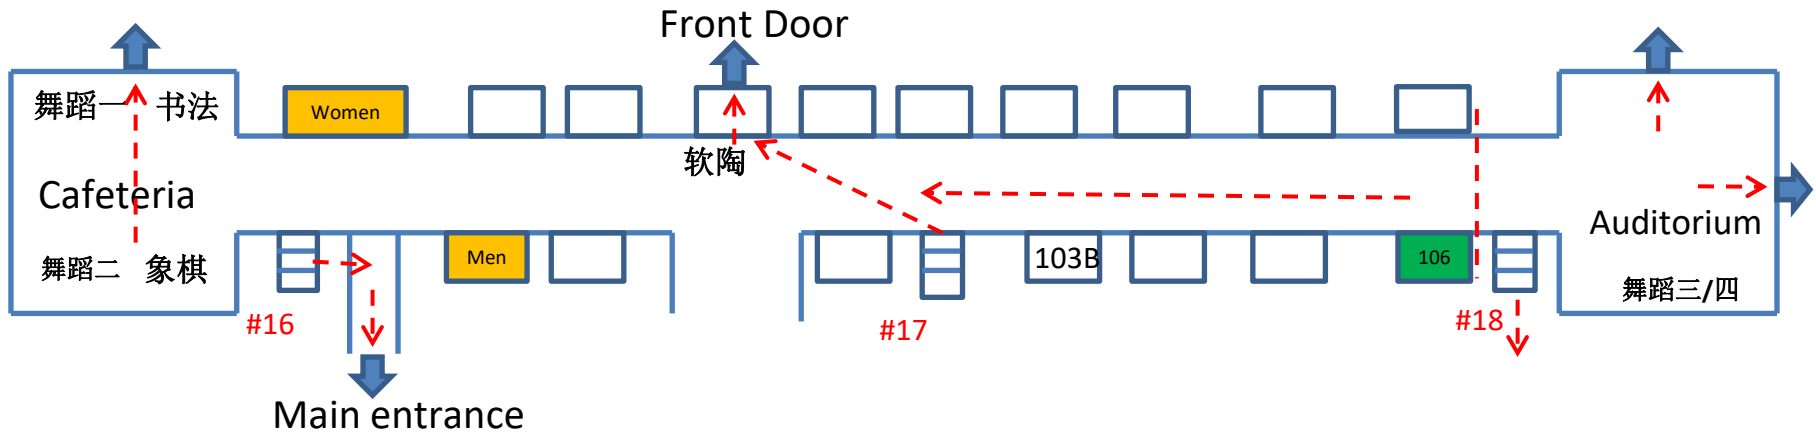 Front Door
舞蹈一 书法
Women
软陶
Cafeteria
舞蹈二 象棋
Men
103B
106
Auditorium
舞蹈三/四
#16
#17
#18
Main entrance